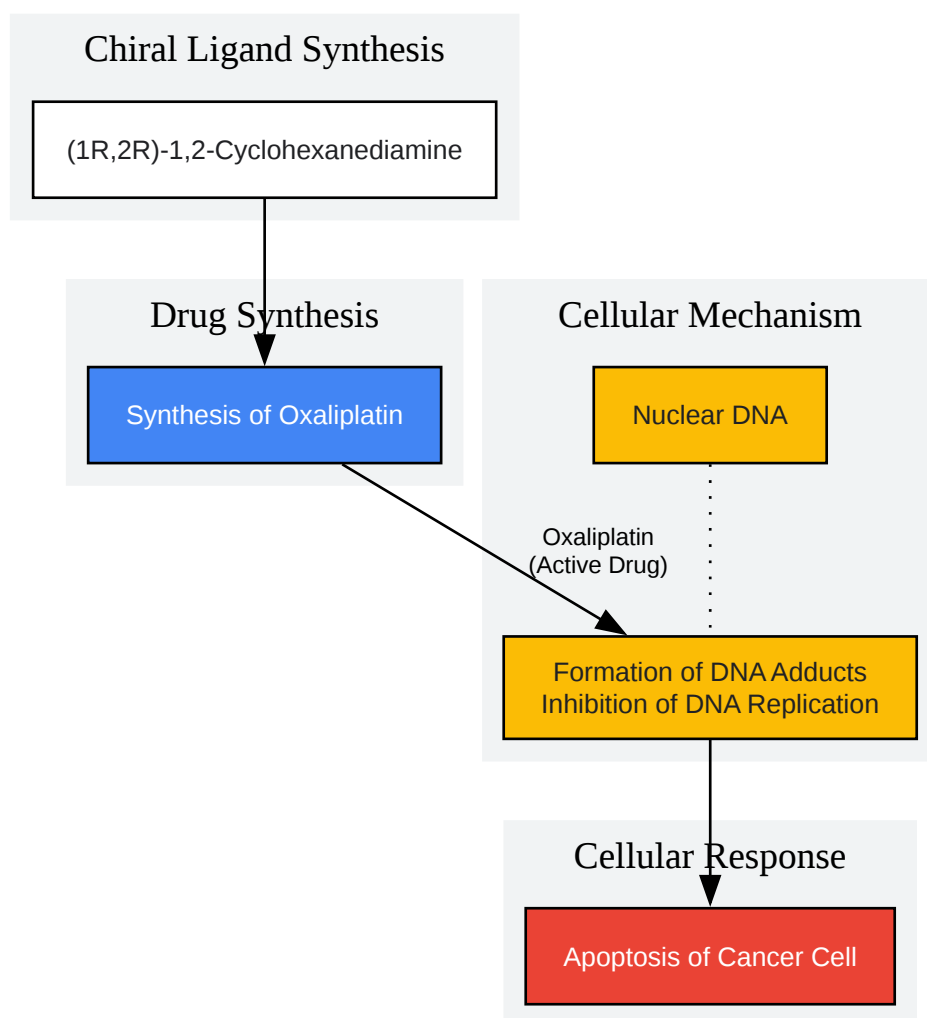 Chiral Ligand Synthesis
(1R,2R)-1,2-Cyclohexanediamine
Drug Synthesis
Synthesis of Oxaliplatin
Cellular Mechanism
Nuclear DNA
Oxaliplatin
(Active Drug)
Formation of DNA Adducts
Inhibition of DNA Replication
Cellular Response
Apoptosis of Cancer Cell